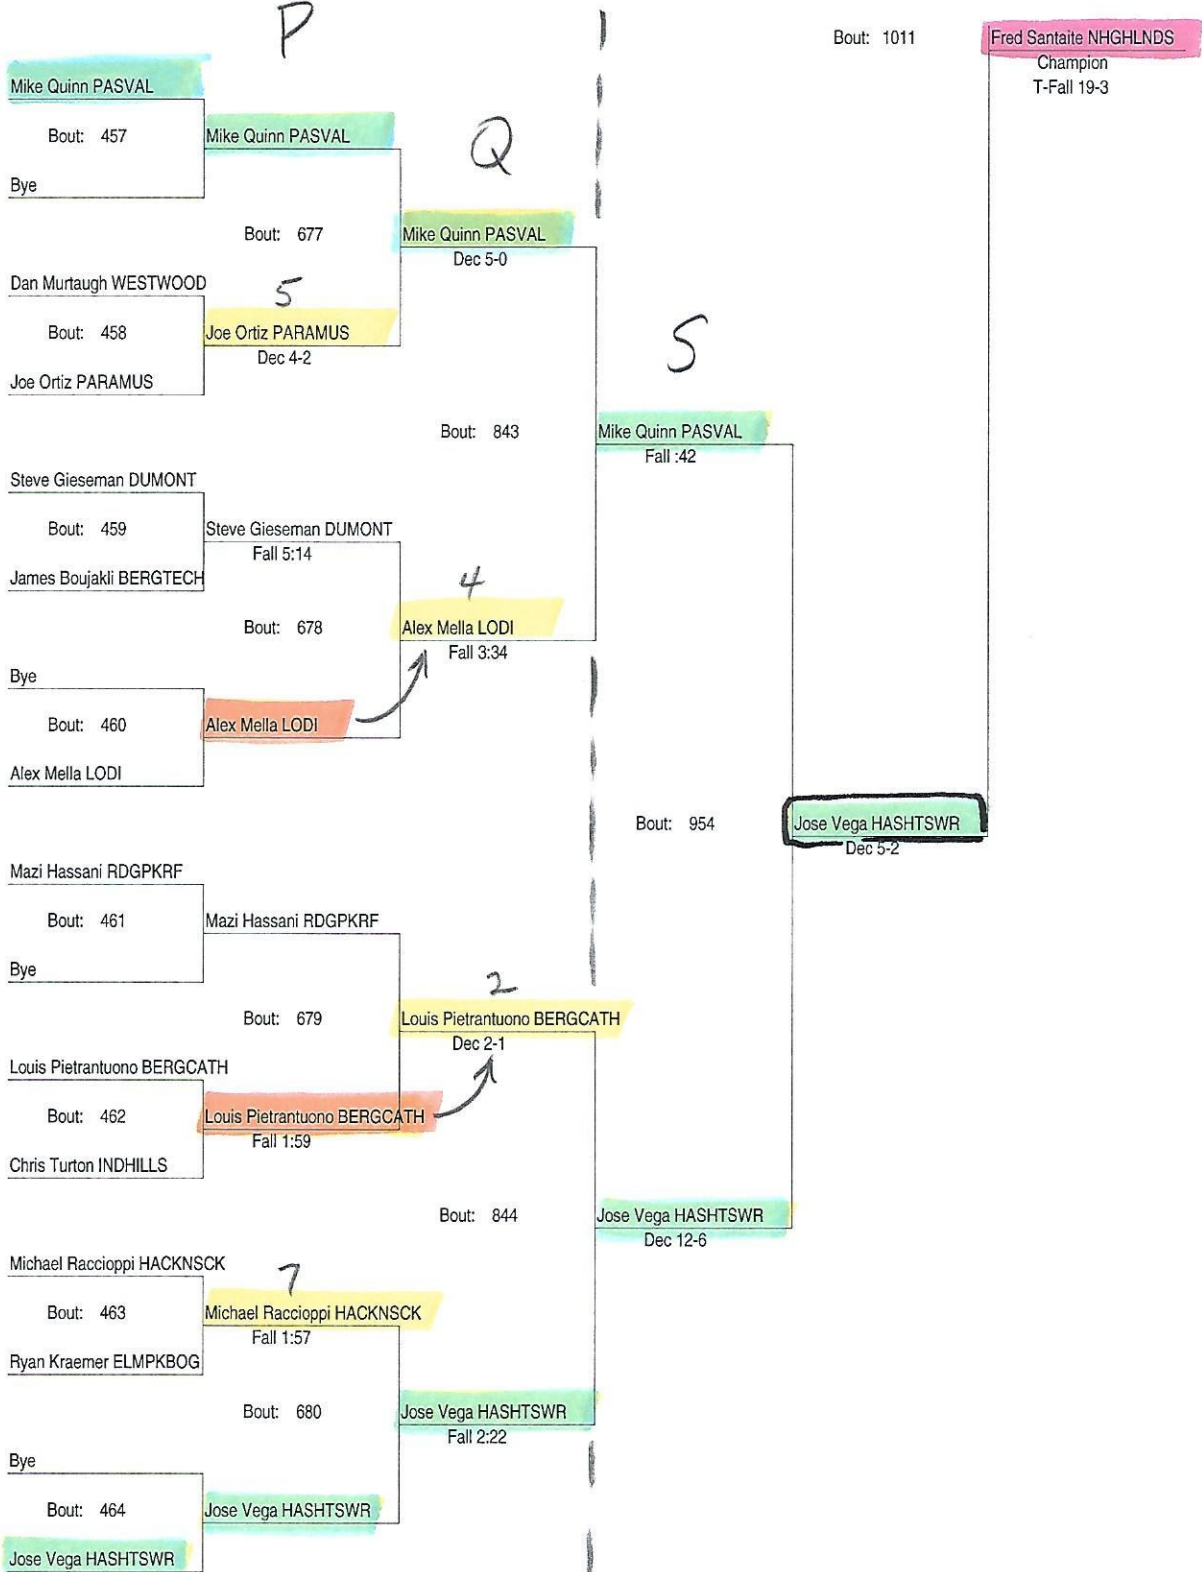 P
Bout: 1011
Fred Santaite NHGHLNDS
Champion
T-Fall 19-3
Mike Quinn PASVAL
Bout: 457
Mike Quinn PASVAL
Q
Bye
Bout: 677
Mike Quinn PASVAL
Dec 5-0
Dan Murtaugh WESTWOOD
5
Bout: 458
Joe Ortiz PARAMUS
Dec 4-2
S
Joe Ortiz PARAMUS
Bout: 843
Mike Quinn PASVAL
Fall :42
Steve Gieseman DUMONT
Bout: 459
Steve Gieseman DUMONT
Fall 5:14
James Boujakli BERGTECH
4
Bout: 678
Alex Mella LODI
Fall 3:34
Bye
Bout: 460
Alex Mella LODI
Alex Mella LODI
Bout: 954
Jose Vega HASHTSWR
Dec 5-2
Mazi Hassani RDGPKRF
Bout: 461
Mazi Hassani RDGPKRF
Bye
2
Bout: 679
Louis Pietrantuono BERGCATH
Dec 2-1
Louis Pietrantuono BERGCATH
Bout: 462
Louis Pietrantuono BERGCATH
Fall 1:59
Chris Turton INDHILLS
Bout: 844
Jose Vega HASHTSWR
Dec 12-6
Michael Raccioppi HACKNSCK
7
Bout: 463
Michael Raccioppi HACKNSCK
Fall 1:57
Ryan Kraemer ELMPKBOG
Bout: 680
Jose Vega HASHTSWR
Fall 2:22
Bye
Bout: 464
Jose Vega HASHTSWR
Jose Vega HASHTSWR